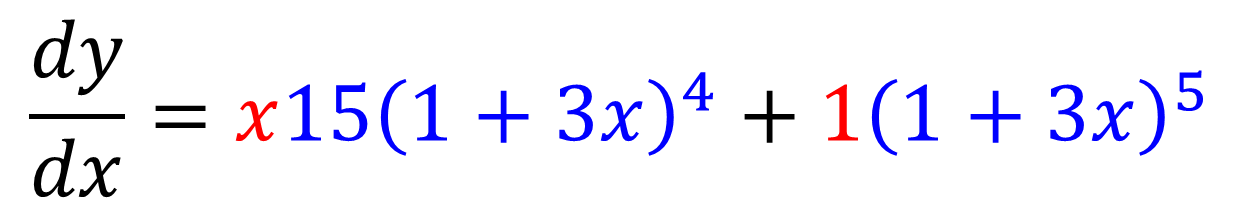 dy/dx = x15(1 + 3x)⁴ + 1(1 + 3x)⁵